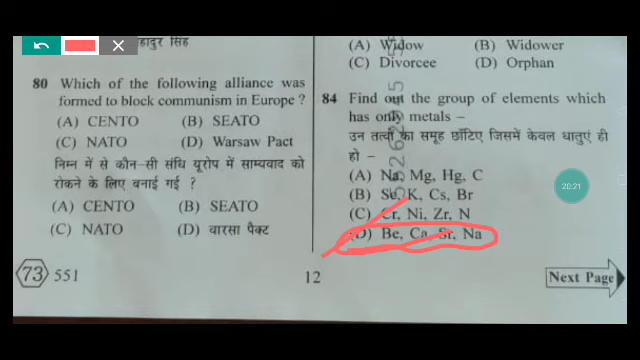 हादुर सिंह
80 Which of the following alliance was
formed to block communism in Europe ?
(A) CENTO (B) SEATO
(C) NATO (D) Warsaw Pact
निम्न में से कौन-सी संधि यूरोप में साम्यवाद को
रोकने के लिए बनाई गई ?
(A) CENTO (B) SEATO
(C) NATO (D) वारसा पैक्ट
(A) Widow (B) Widower
(C) Divorcee (D) Orphan
84 Find out the group of elements which
has only metals –
उन तत्वों का समूह छाँटिए जिसमें केवल धातुएं ही
हो –
(A) Na, Mg, Hg, C
(B) Se, K, Cs, Br
(C) Cr, Ni, Zr, N
(D) Be, Ca, Sr, Na
20:21
73 551
12
Next Page